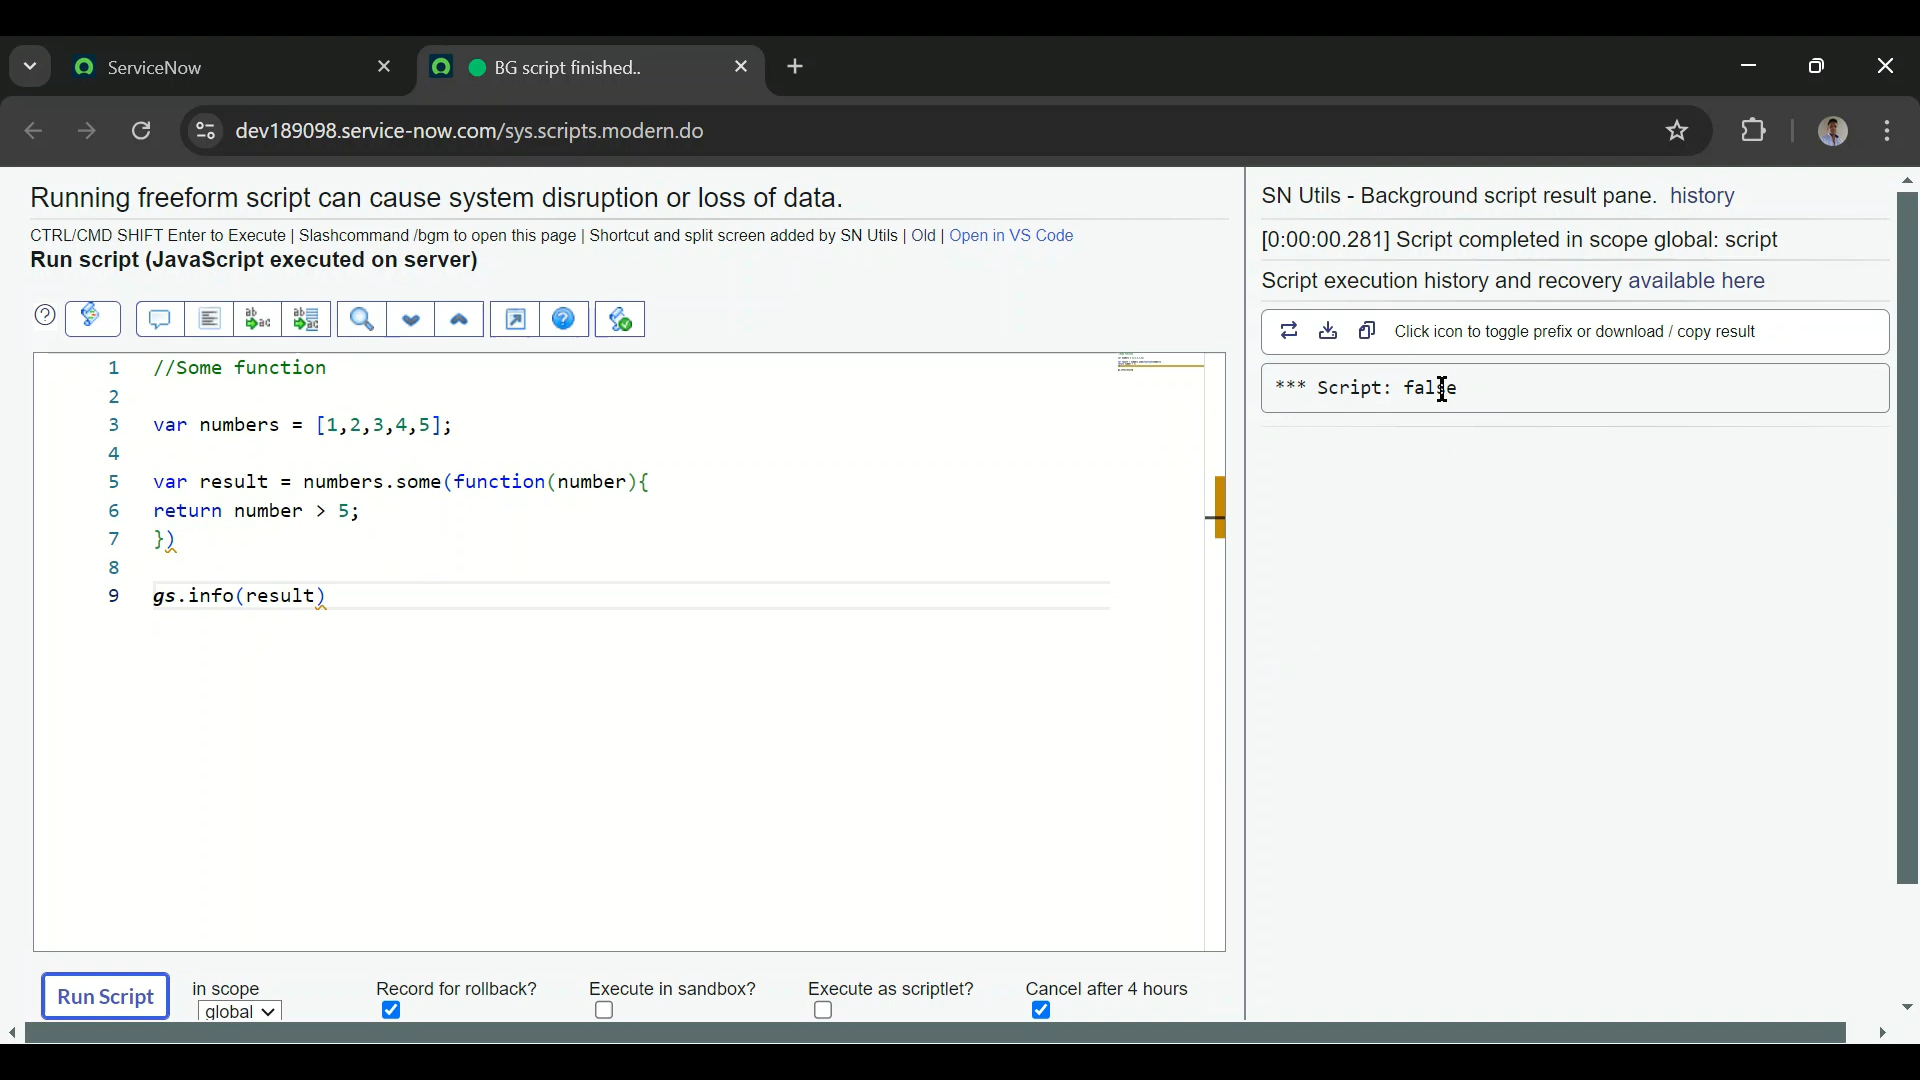 ServiceNow
BG script finished..
dev189098.service-now.com/sys.scripts.modern.do
Running freeform script can cause system disruption or loss of data.
CTRL/CMD SHIFT Enter to Execute | Slashcommand /bgm to open this page | Shortcut and split screen added by SN Utils | Old | Open in VS Code
Run script (JavaScript executed on server)
1 //Some function
2
3 var numbers = [1,2,3,4,5];
4
5 var result = numbers.some(function(number){
6 return number > 5;
7 })
8
9 gs.info(result)
Run Script
in scope
global
Record for rollback?
Execute in sandbox?
Execute as scriptlet?
Cancel after 4 hours
SN Utils - Background script result pane. history
[0:00:00.281] Script completed in scope global: script
Script execution history and recovery available here
Click icon to toggle prefix or download / copy result
*** Script: false